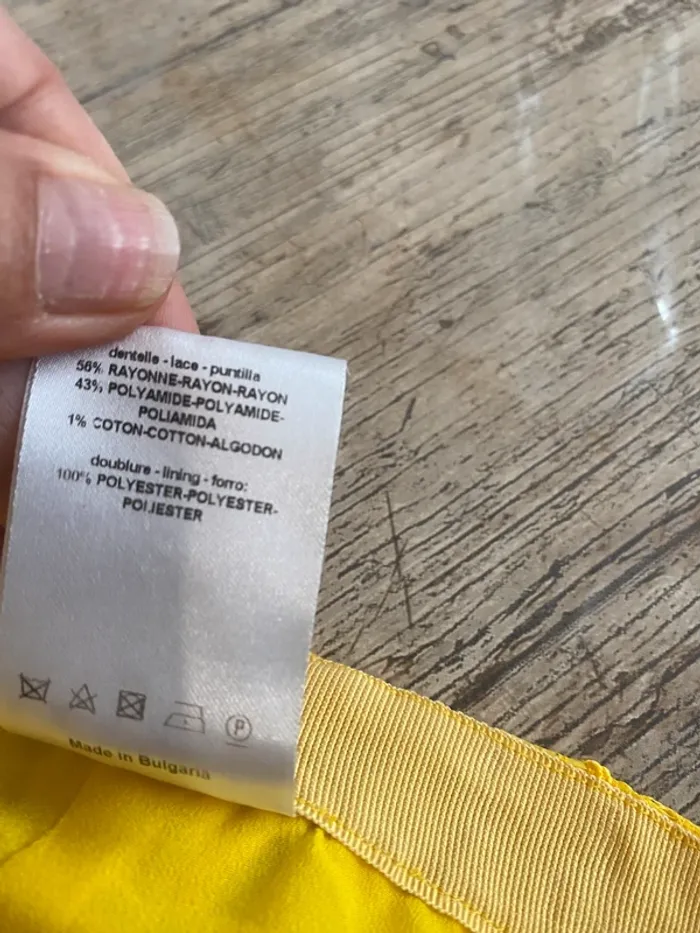 dentelle - lace - puntilla
56% RAYONNE-RAYON-RAYON
43% POLYAMIDE-POLYAMIDE-
POLIAMIDA
1% COTON-COTTON-ALGODON
doublure - lining - forro:
100% POLYESTER-POLYESTER-
POLIESTER
P
Made in Bulgaria